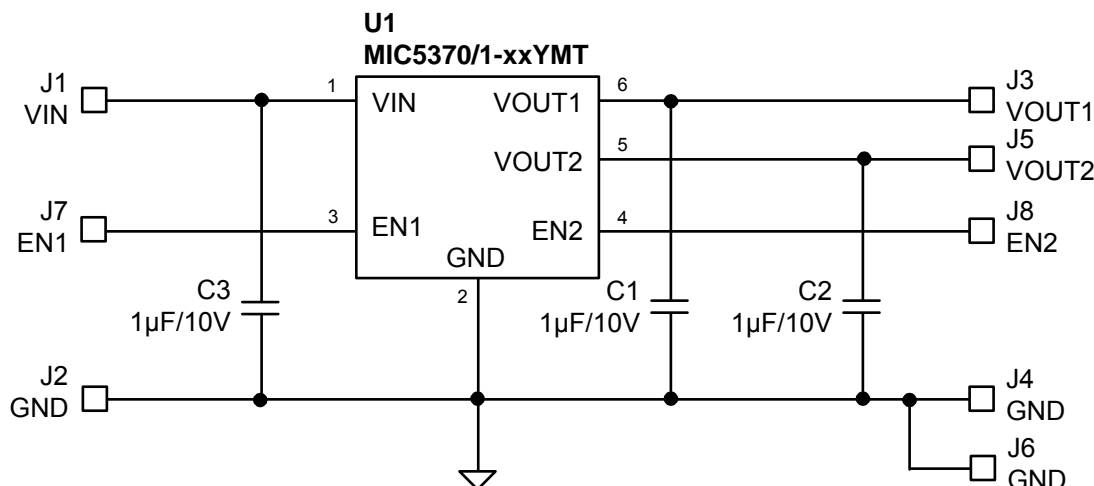 U1
MIC5370/1-xxYMT
J1
VIN
1
VIN
VOUT1
6
J3
VOUT1
VOUT2
5
J5
VOUT2
J7
EN1
3
EN1
EN2
4
J8
EN2
GND
2
C3
1µF/10V
C1
1µF/10V
C2
1µF/10V
J2
GND
J4
GND
J6
GND